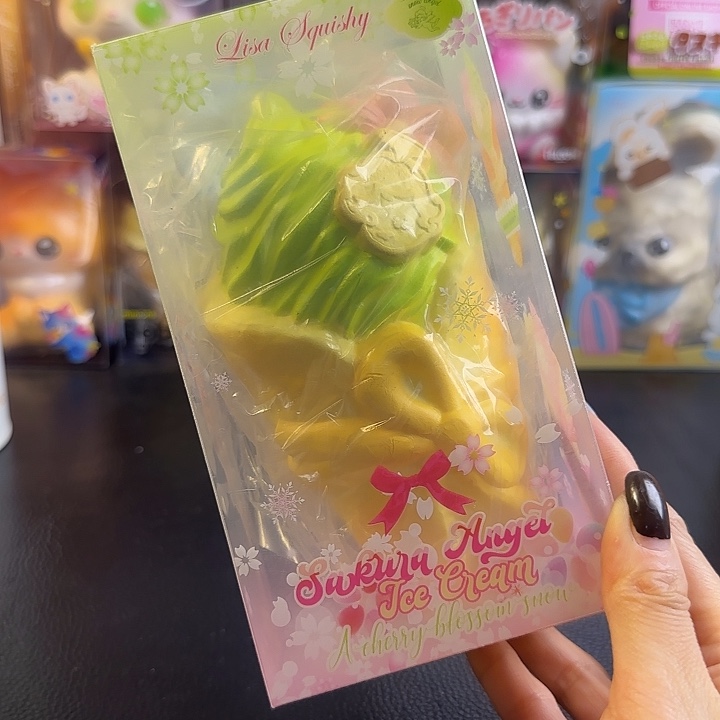 Lisa Squishy
Sakura Angel
Ice Cream
A cherry blossom snow